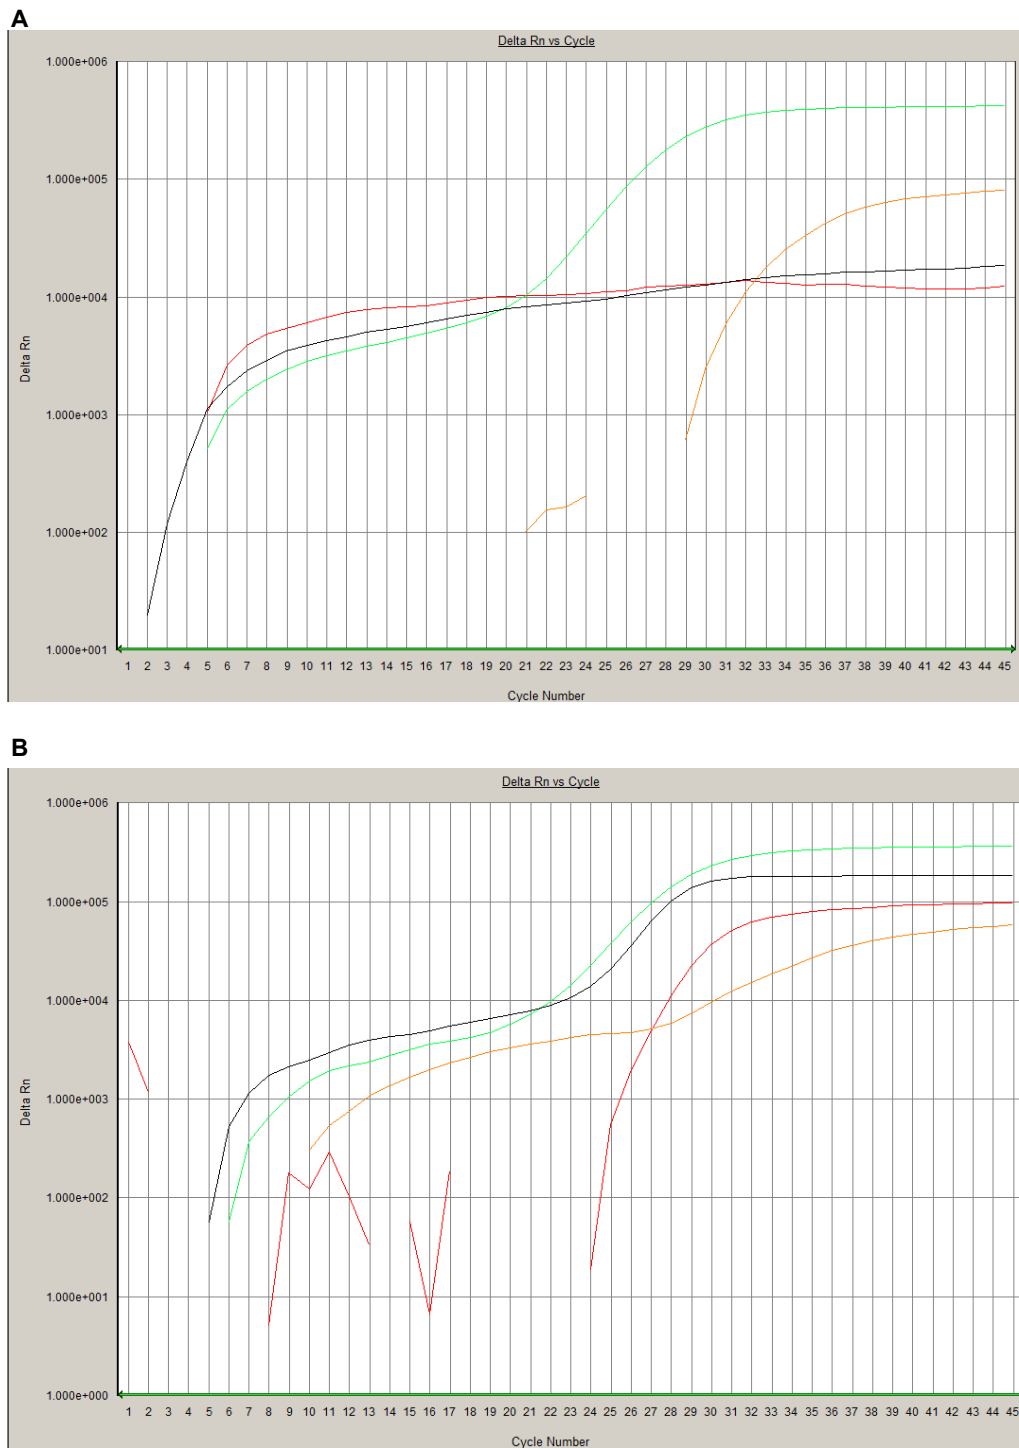 A
Delta Rn vs Cycle
1.000e+006
1.000e+005
1.000e+004
Delta Rn
1.000e+003
1.000e+002
1.000e+001
1 2 3 4 5 6 7 8 9 10 11 12 13 14 15 16 17 18 19 20 21 22 23 24 25 26 27 28 29 30 31 32 33 34 35 36 37 38 39 40 41 42 43 44 45
Cycle Number
B
Delta Rn vs Cycle
1.000e+006
1.000e+005
1.000e+004
Delta Rn
1.000e+003
1.000e+002
1.000e+001
1.000e+000
1 2 3 4 5 6 7 8 9 10 11 12 13 14 15 16 17 18 19 20 21 22 23 24 25 26 27 28 29 30 31 32 33 34 35 36 37 38 39 40 41 42 43 44 45
Cycle Number